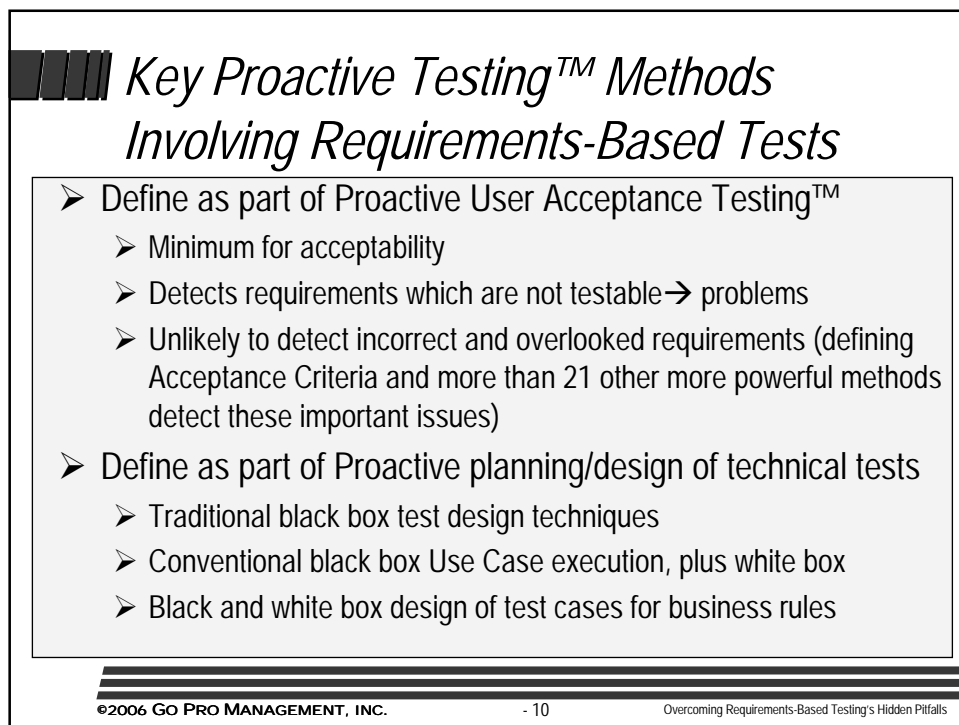 Key Proactive Testing™ Methods
Involving Requirements-Based Tests
➢ Define as part of Proactive User Acceptance Testing™
➢ Minimum for acceptability
➢ Detects requirements which are not testable→ problems
➢ Unlikely to detect incorrect and overlooked requirements (defining
Acceptance Criteria and more than 21 other more powerful methods
detect these important issues)
➢ Define as part of Proactive planning/design of technical tests
➢ Traditional black box test design techniques
➢ Conventional black box Use Case execution, plus white box
➢ Black and white box design of test cases for business rules
©2006 GO PRO MANAGEMENT, INC. - 10 Overcoming Requirements-Based Testing's Hidden Pitfalls